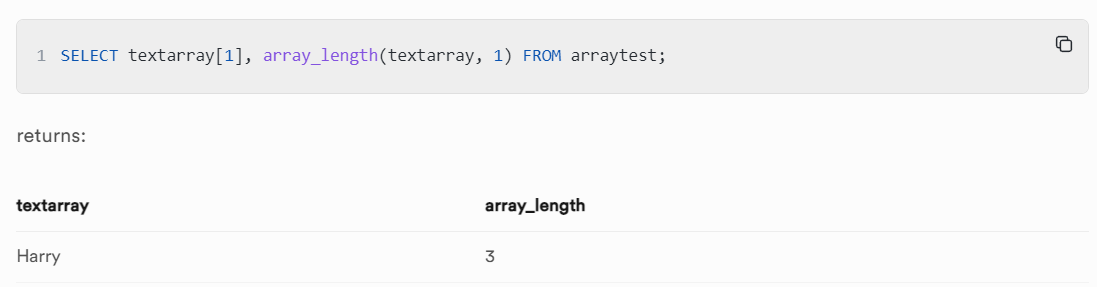 1 SELECT textarray[1], array_length(textarray, 1) FROM arraytest;
returns:
textarray array_length
Harry 3